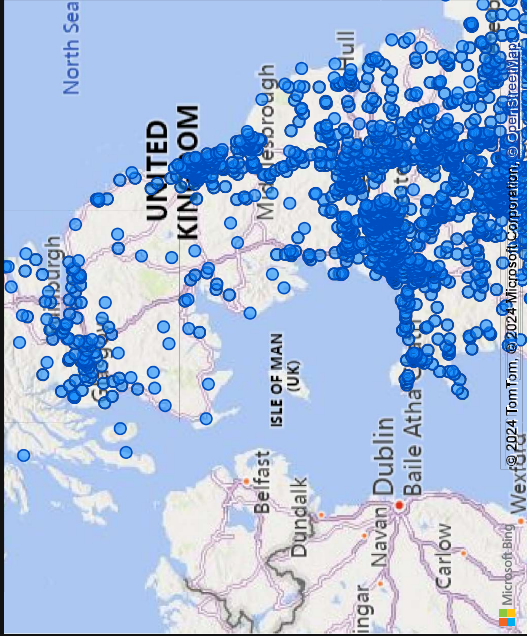 North Sea
UNITED
KINGDOM
Middlesbrough
Hull
ISLE OF MAN
(UK)
Belfast
Dundalk
Navan
Dublin
Baile Átha
Carlow
Wexford
Microsoft Bing
© 2024 TomTom, © 2024 Microsoft Corporation, © OpenStreetMap